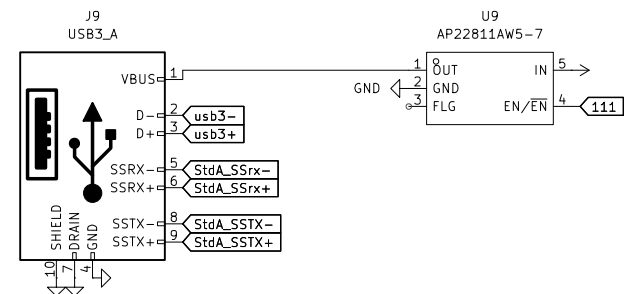 J9
USB3_A
VBUS 1
D- 2 usb3-
D+ 3 usb3+
SSRX- 5 StdA_SSrx-
SSRX+ 6 StdA_SSrx+
SSTX- 8 StdA_SSTX-
SSTX+ 9 StdA_SSTX+
SHIELD 10
DRAIN 7
GND 4
U9
AP22811AW5-7
1 OUT IN 5
GND 2 GND
3 FLG EN/EN 4 111